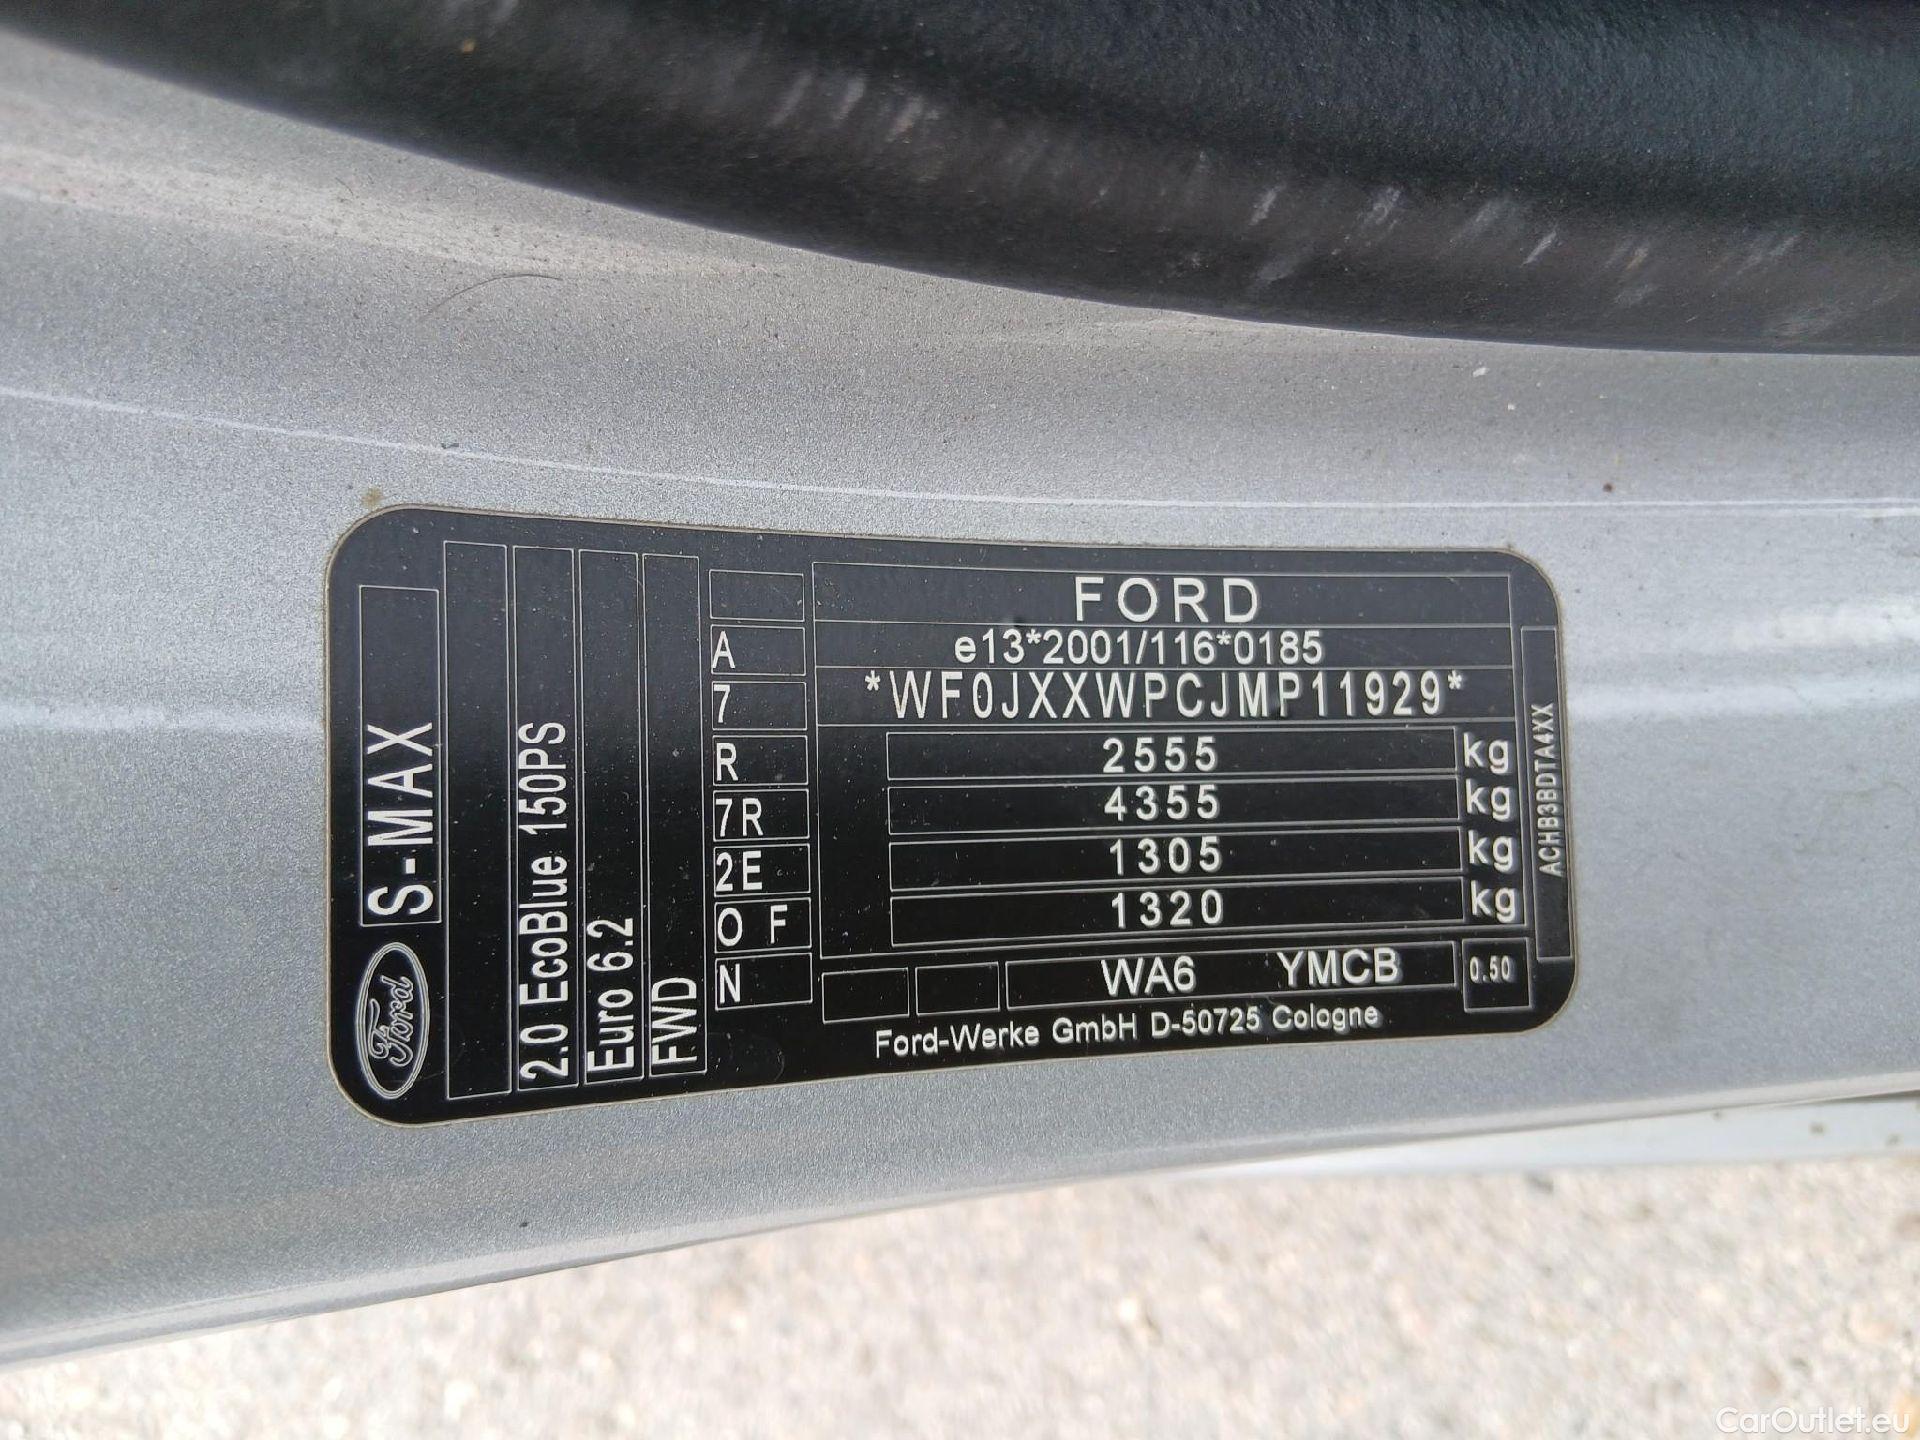 FORD
A e13*2001/116*0185
7 *WF0JXXWPCJMP11929*
R 2555 kg
7R 4355 kg
2E 1305 kg
O F 1320 kg
N WA6 YMCB 0.50
Ford-Werke GmbH D-50725 Cologne
Ford S-MAX
2.0 EcoBlue 150PS
Euro 6.2
FWD
ACHB3BDTA4XX
CarOutlet.eu